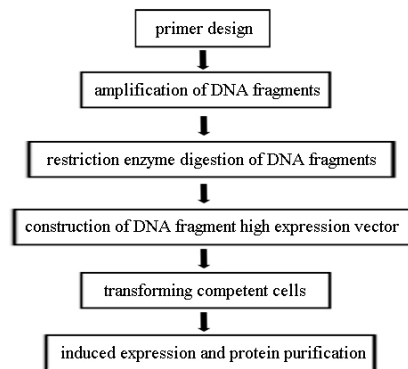 primer design
amplification of DNA fragments
restriction enzyme digestion of DNA fragments
construction of DNA fragment high expression vector
transforming competent cells
induced expression and protein purification